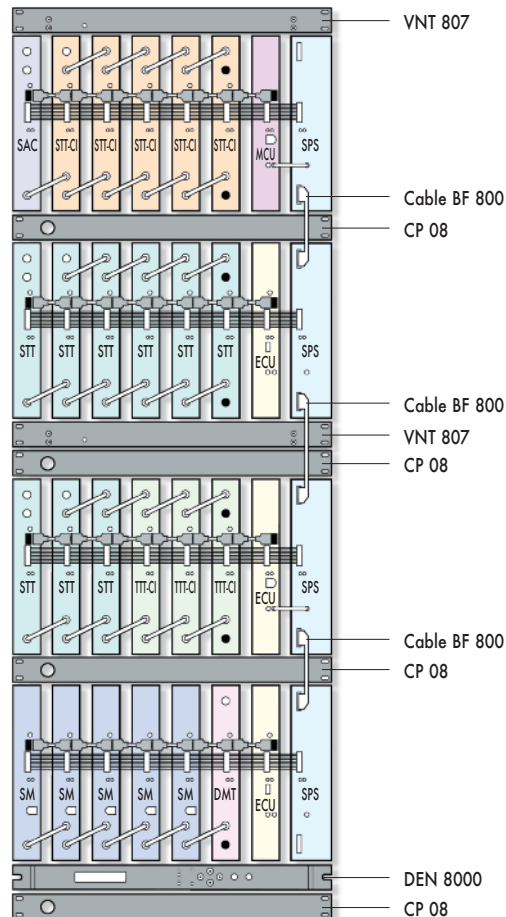 VNT 807
SAC STT-CI STT-CI STT-CI STT-CI STT-CI MCU SPS
Cable BF 800
CP 08
STT STT STT STT STT STT ECU SPS
Cable BF 800
VNT 807
CP 08
STT STT STT TTT-CI TTT-CI TTT-CI ECU SPS
Cable BF 800
CP 08
SM SM SM SM SM DMT ECU SPS
DEN 8000
CP 08